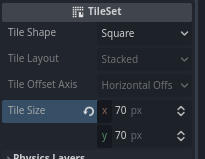 TileSet
Tile Shape Square
Tile Layout Stacked
Tile Offset Axis Horizontal Offs
Tile Size x 70 px
y 70 px
Physics Layers